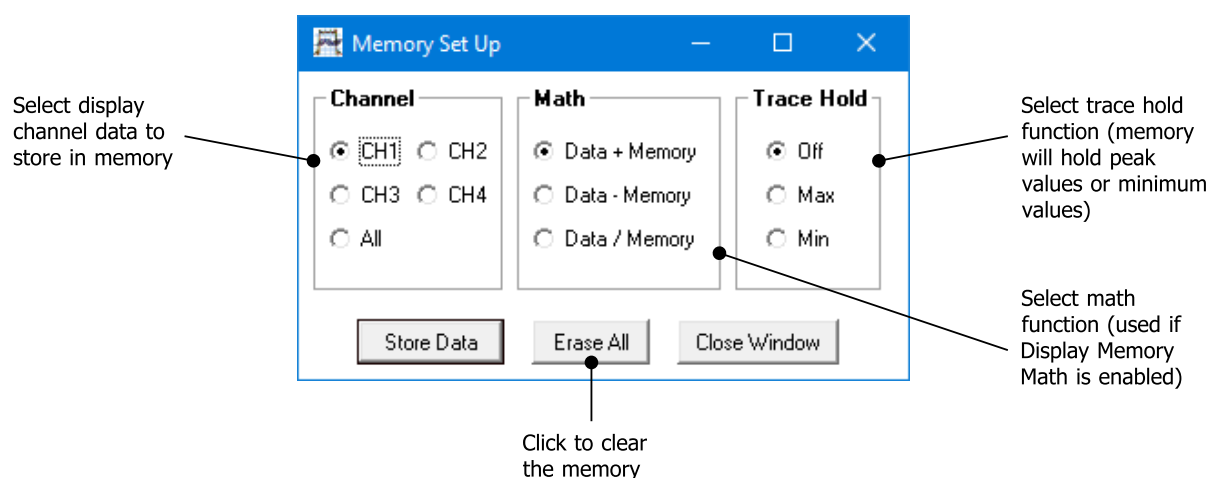 Memory Set Up
Select display
channel data to
store in memory
Channel
CH1 CH2
CH3 CH4
All
Math
Data + Memory
Data - Memory
Data / Memory
Trace Hold
Off
Max
Min
Select trace hold
function (memory
will hold peak
values or minimum
values)
Select math
function (used if
Display Memory
Math is enabled)
Store Data Erase All Close Window
Click to clear
the memory